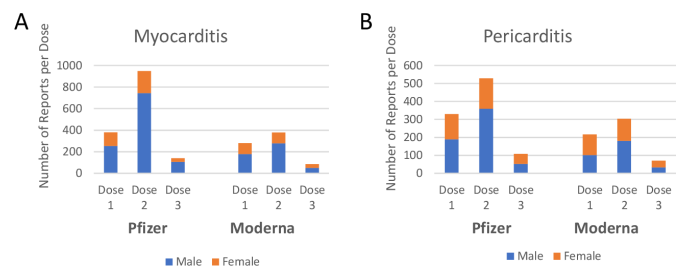 A
Myocarditis
Number of Reports per Dose
1000
800
600
400
200
0
Dose Dose Dose Dose Dose Dose
1 2 3 1 2 3
Pfizer Moderna
Male Female
B
Pericarditis
Number of Reports per Dose
600
500
400
300
200
100
0
Dose Dose Dose Dose Dose Dose
1 2 3 1 2 3
Pfizer Moderna
Male Female